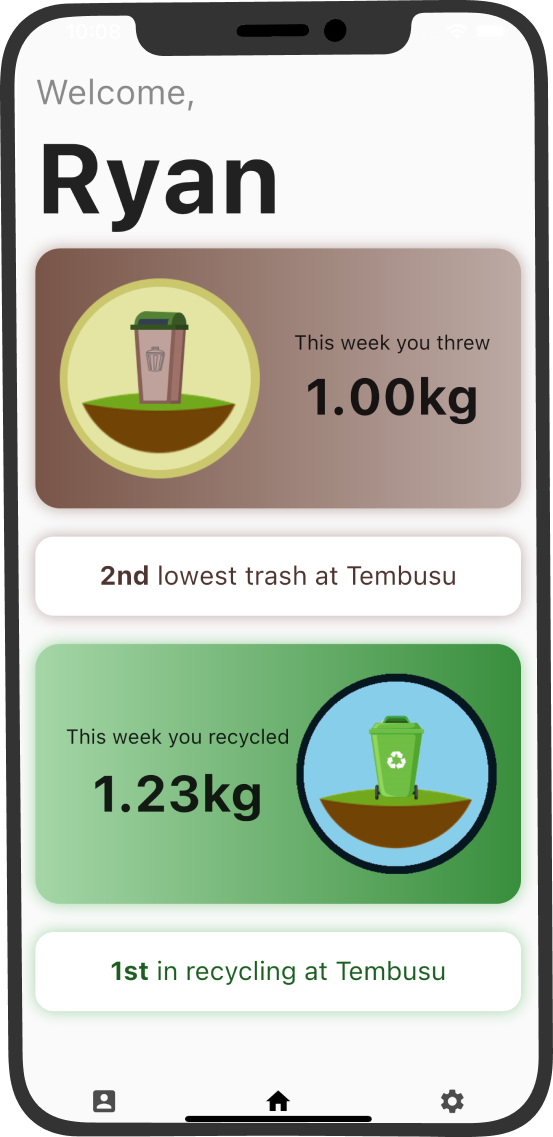 10:08
Welcome,
Ryan
This week you threw
1.00kg
2nd lowest trash at Tembusu
This week you recycled
1.23kg
1st in recycling at Tembusu